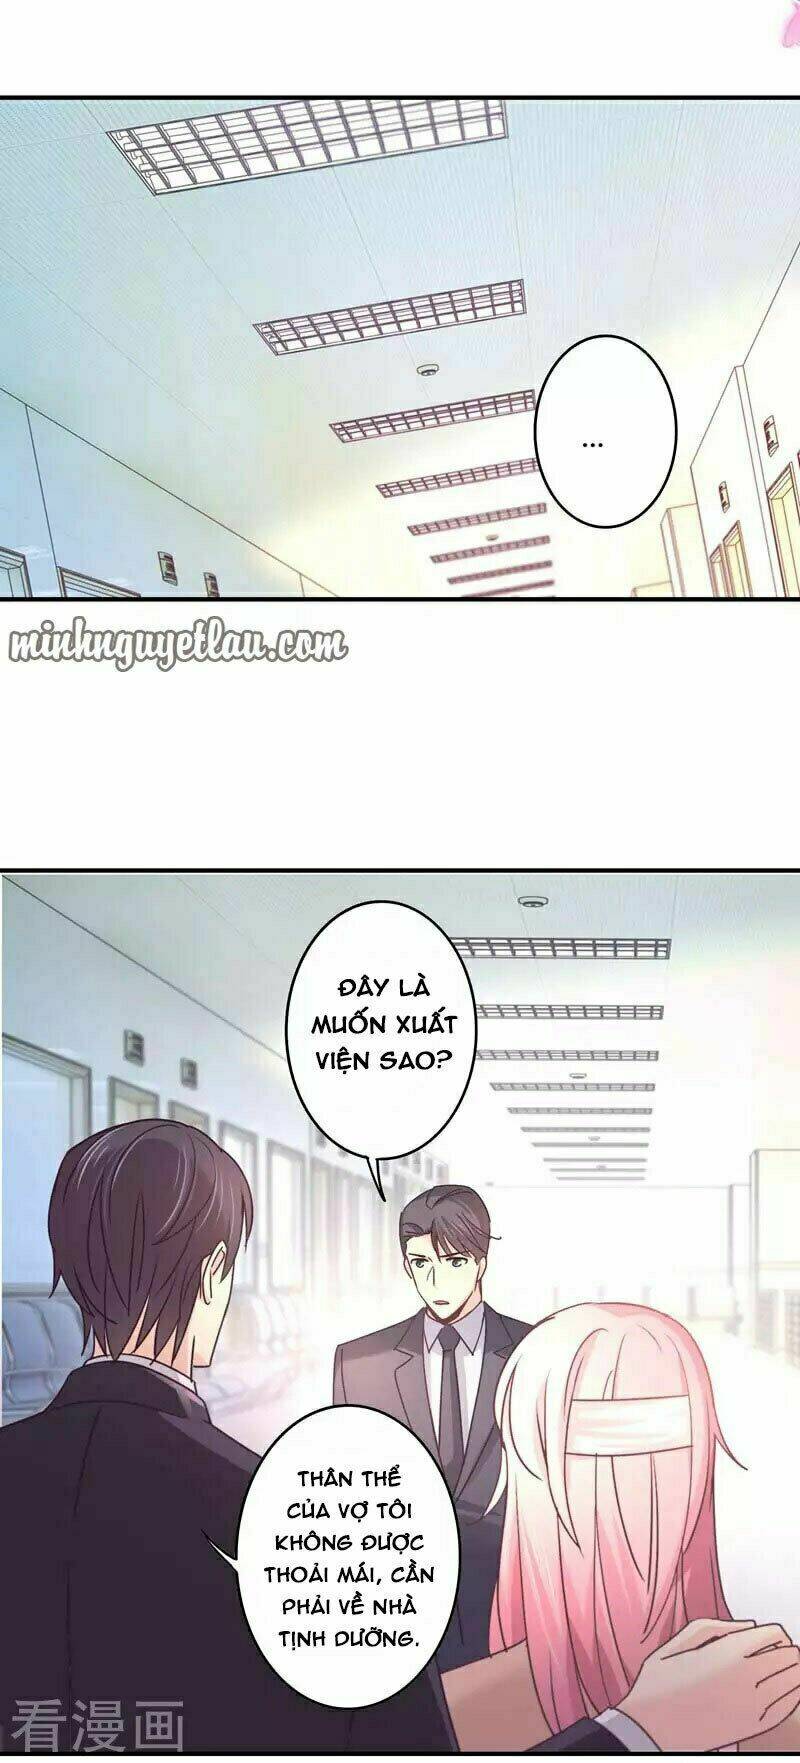 ...
minhnguyetlau.com
ĐÂY LÀ
MUỐN XUẤT
VIỆN SAO?
THÂN THỂ
CỦA VỢ TÔI
KHÔNG ĐƯỢC
THOẢI MÁI, CẦN
PHẢI VỀ NHÀ
TỊNH DƯỠNG.
看漫画